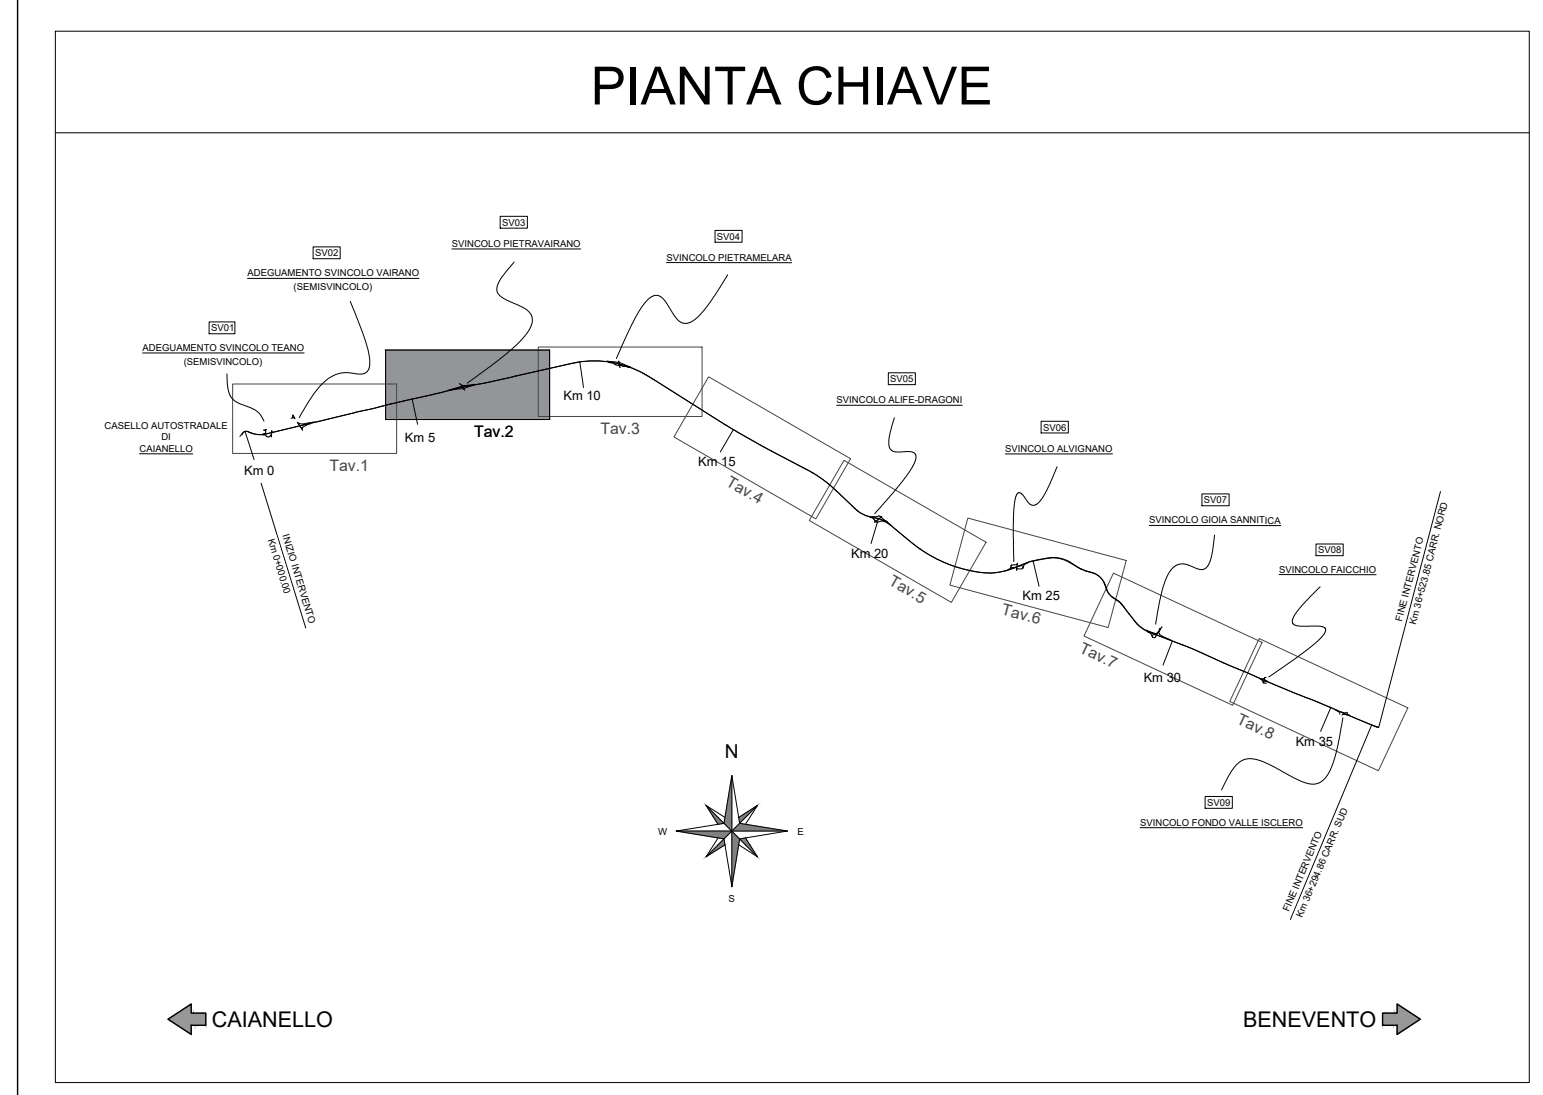 PIANTA CHIAVE
SV01
ADEGUAMENTO SVINCOLO TEANO
(SEMISVINCOLO)
SV02
ADEGUAMENTO SVINCOLO VAIRANO
(SEMISVINCOLO)
SV03
SVINCOLO PIETRAVAIRANO
SV04
SVINCOLO PIETRAMELARA
SV05
SVINCOLO ALIFE-DRAGONI
SV06
SVINCOLO ALVIGNANO
SV07
SVINCOLO GIOIA SANNITICA
SV08
SVINCOLO FAICCHIO
SV09
SVINCOLO FONDO VALLE ISCLERO
CASELLO AUTOSTRADALE
DI
CAIANELLO
Km 0
Km 5
Km 10
Km 15
Km 20
Km 25
Km 30
Km 35
Tav.1
Tav.2
Tav.3
Tav.4
Tav.5
Tav.6
Tav.7
Tav.8
INIZIO INTERVENTO
Km 0+000.00
FINE INTERVENTO
Km 36+523.85 CARR. NORD
FINE INTERVENTO
Km 36+294.86 CARR. SUD
N
W
E
S
CAIANELLO
BENEVENTO